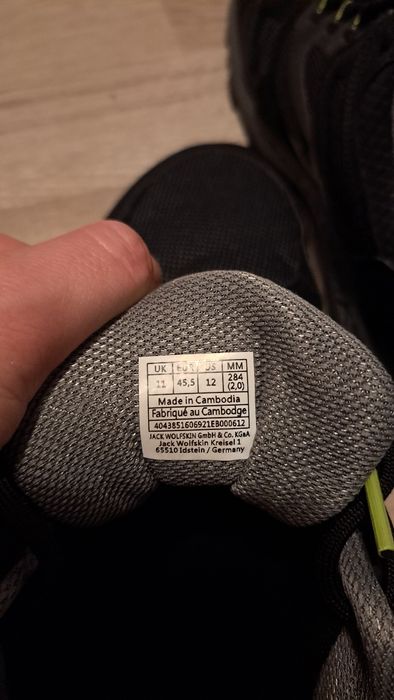 UK EUR US MM
11 45,5 12 284 (2,0)
Made in Cambodia
Fabriqué au Cambodge
4043851606921EB000612
JACK WOLFSKIN GmbH & Co. KGaA
Jack Wolfskin Kreisel 1
65510 Idstein / Germany